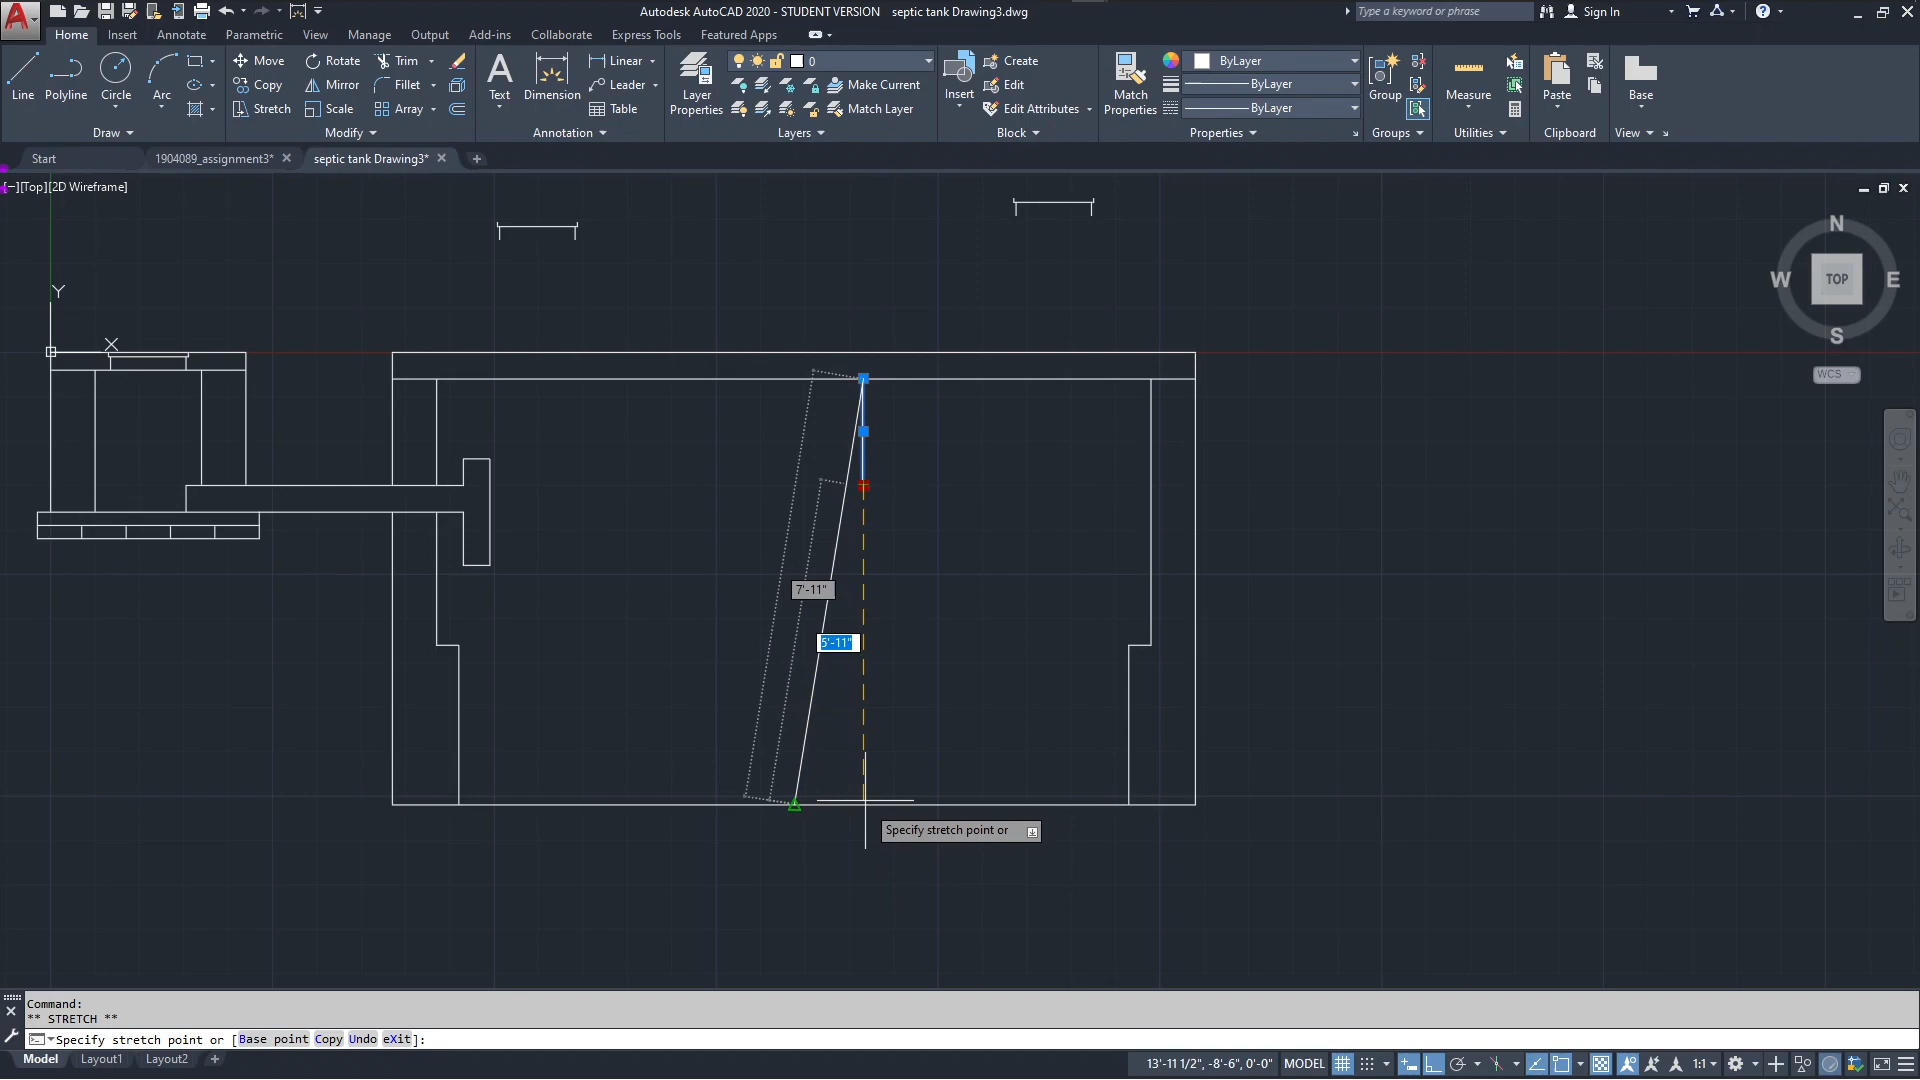 Autodesk AutoCAD 2020 - STUDENT VERSION septic tank Drawing3.dwg
Type a keyword or phrase
Sign In
Home Insert Annotate Parametric View Manage Output Add-ins Collaborate Express Tools Featured Apps
Line Polyline Circle Arc
Draw
Move Rotate Trim
Copy Mirror Fillet
Stretch Scale Array
Modify
Text Dimension
Linear
Leader
Table
Annotation
Layer Properties
0
Make Current
Match Layer
Layers
Insert
Create
Edit
Edit Attributes
Block
Match Properties
ByLayer
ByLayer
ByLayer
Properties
Group
Groups
Measure
Utilities
Paste
Clipboard
Base
View
Start 1904089_assignment3* septic tank Drawing3*
[−][Top][2D Wireframe]
N
W TOP E
S
WCS
Y
X
7'-11"
5'-11"
Specify stretch point or
Command:
** STRETCH **
Specify stretch point or [Base point Copy Undo eXit]:
Model Layout1 Layout2
13'-11 1/2", -8'-6", 0'-0" MODEL 1:1